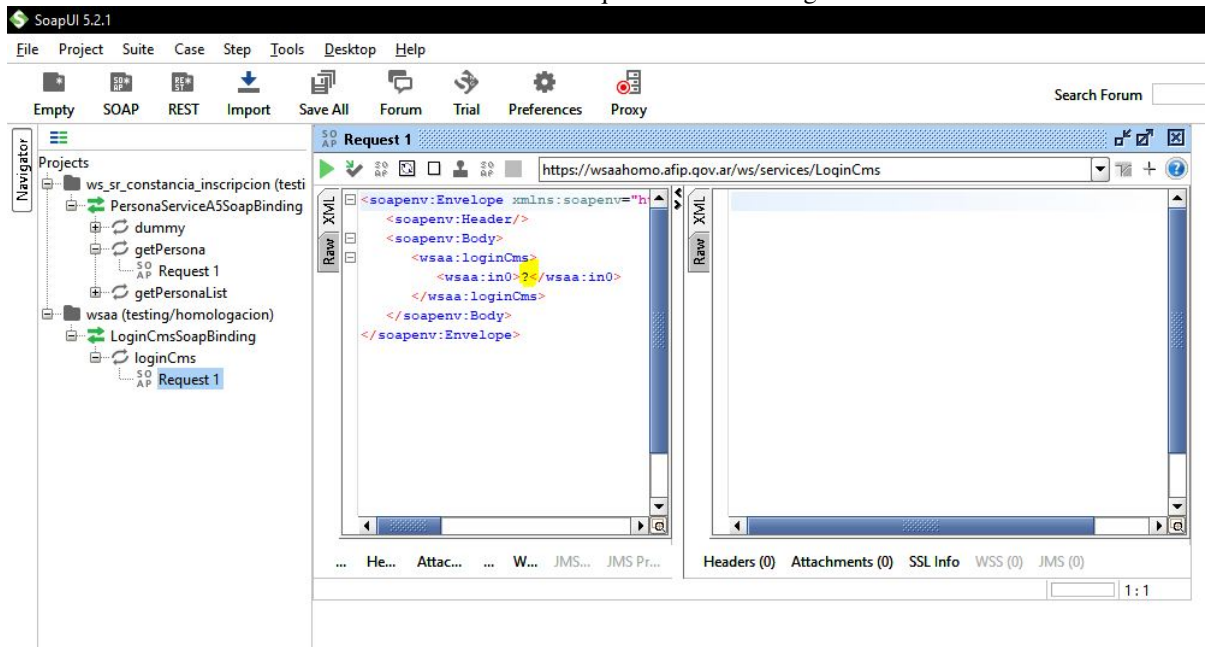 SoapUI 5.2.1
File Project Suite Case Step Tools Desktop Help
Empty SOAP REST Import Save All Forum Trial Preferences Proxy
Search Forum
Navigator
Projects
ws_sr_constancia_inscripcion (testi
PersonaServiceA5SoapBinding
dummy
getPersona
Request 1
getPersonaList
wsaa (testing/homologacion)
LoginCmsSoapBinding
loginCms
Request 1
Request 1
https://wsaahomo.afip.gov.ar/ws/services/LoginCms
XML
Raw
<soapenv:Envelope xmlns:soapenv="h
<soapenv:Header/>
<soapenv:Body>
<wsaa:loginCms>
<wsaa:in0>?</wsaa:in0>
</wsaa:loginCms>
</soapenv:Body>
</soapenv:Envelope>
XML
Raw
... He... Attac... ... W... JMS... JMS Pr...
Headers (0) Attachments (0) SSL Info WSS (0) JMS (0)
1 : 1